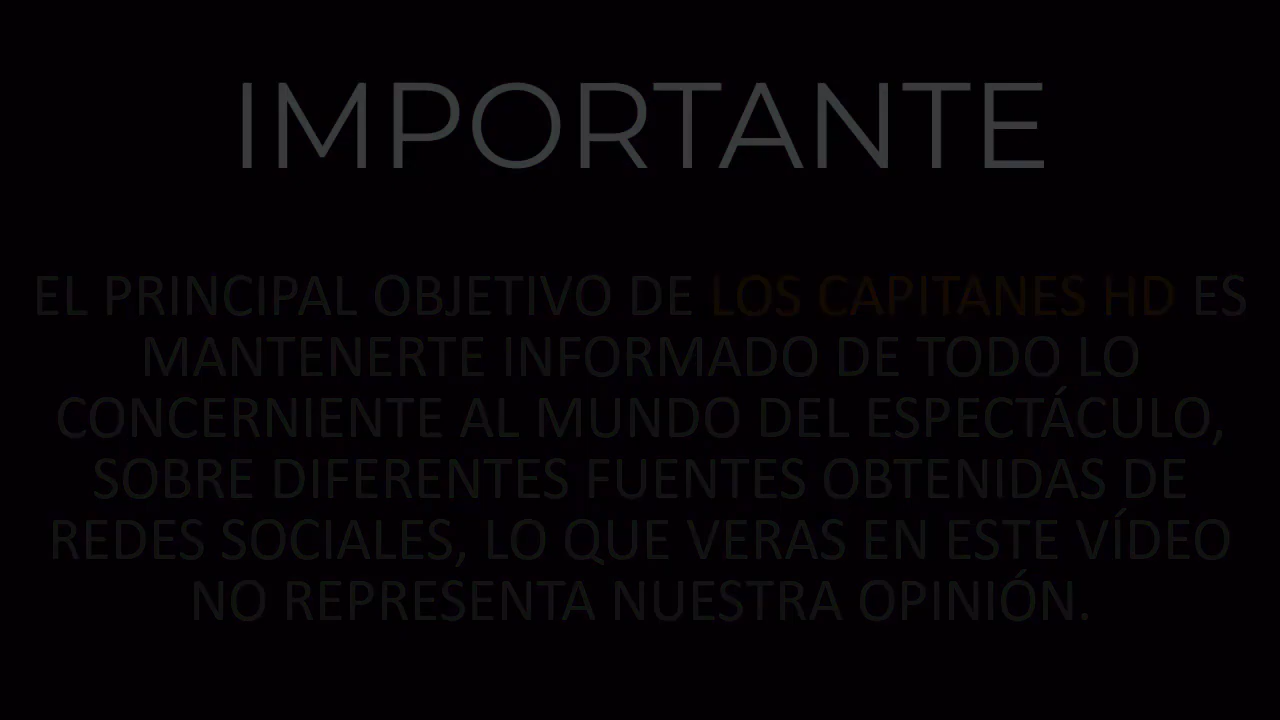 IMPORTANTE
EL PRINCIPAL OBJETIVO DE LOS CAPITANES HD ES
MANTENERTE INFORMADO DE TODO LO
CONCERNIENTE AL MUNDO DEL ESPECTÁCULO,
SOBRE DIFERENTES FUENTES OBTENIDAS DE
REDES SOCIALES, LO QUE VERAS EN ESTE VÍDEO
NO REPRESENTA NUESTRA OPINIÓN.